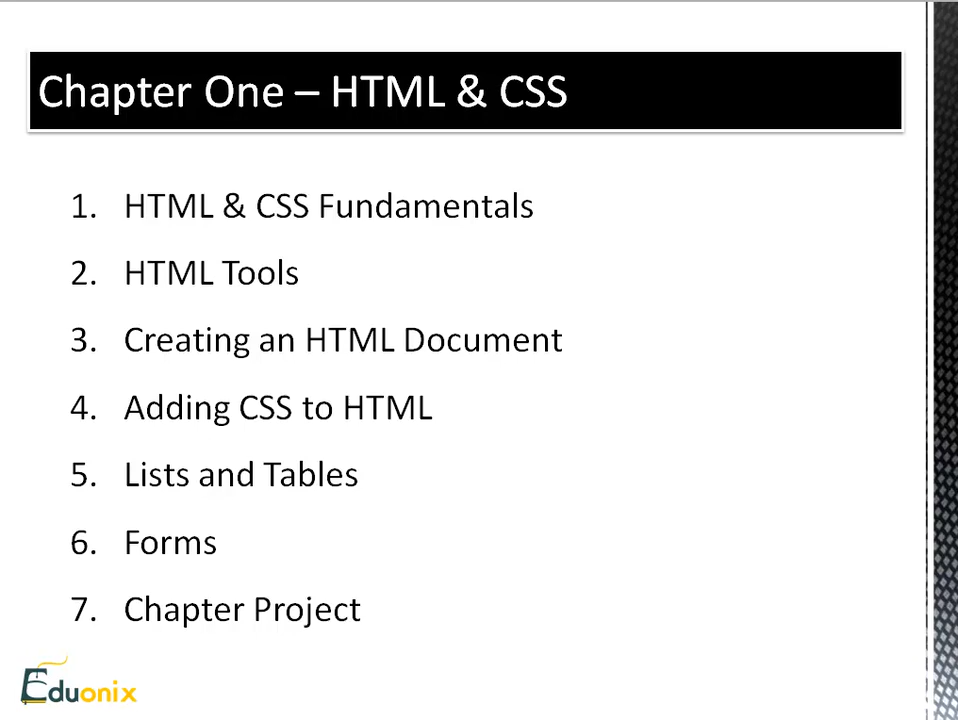 Chapter One – HTML & CSS
1. HTML & CSS Fundamentals
2. HTML Tools
3. Creating an HTML Document
4. Adding CSS to HTML
5. Lists and Tables
6. Forms
7. Chapter Project
Eduonix